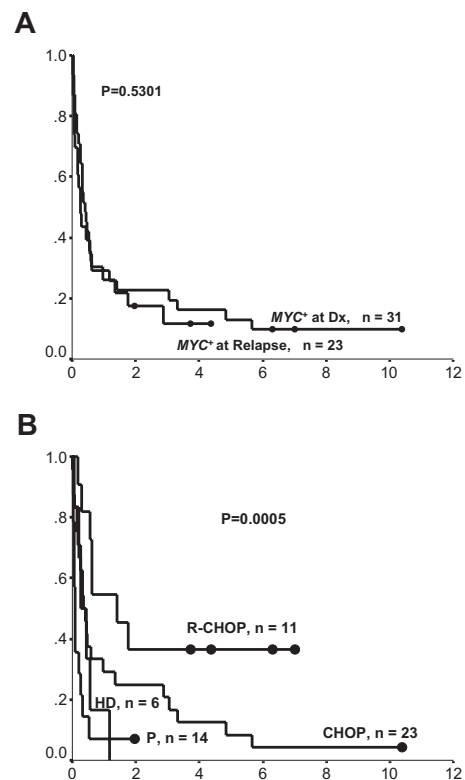 A
1.0
P=0.5301
.8
.6
.4
.2
MYC+ at Dx, n = 31
MYC+ at Relapse, n = 23
0.0
0 2 4 6 8 10 12
B
1.0
P=0.0005
.8
.6
R-CHOP, n = 11
.4
.2
HD, n = 6
P, n = 14
CHOP, n = 23
0.0
0 2 4 6 8 10 12